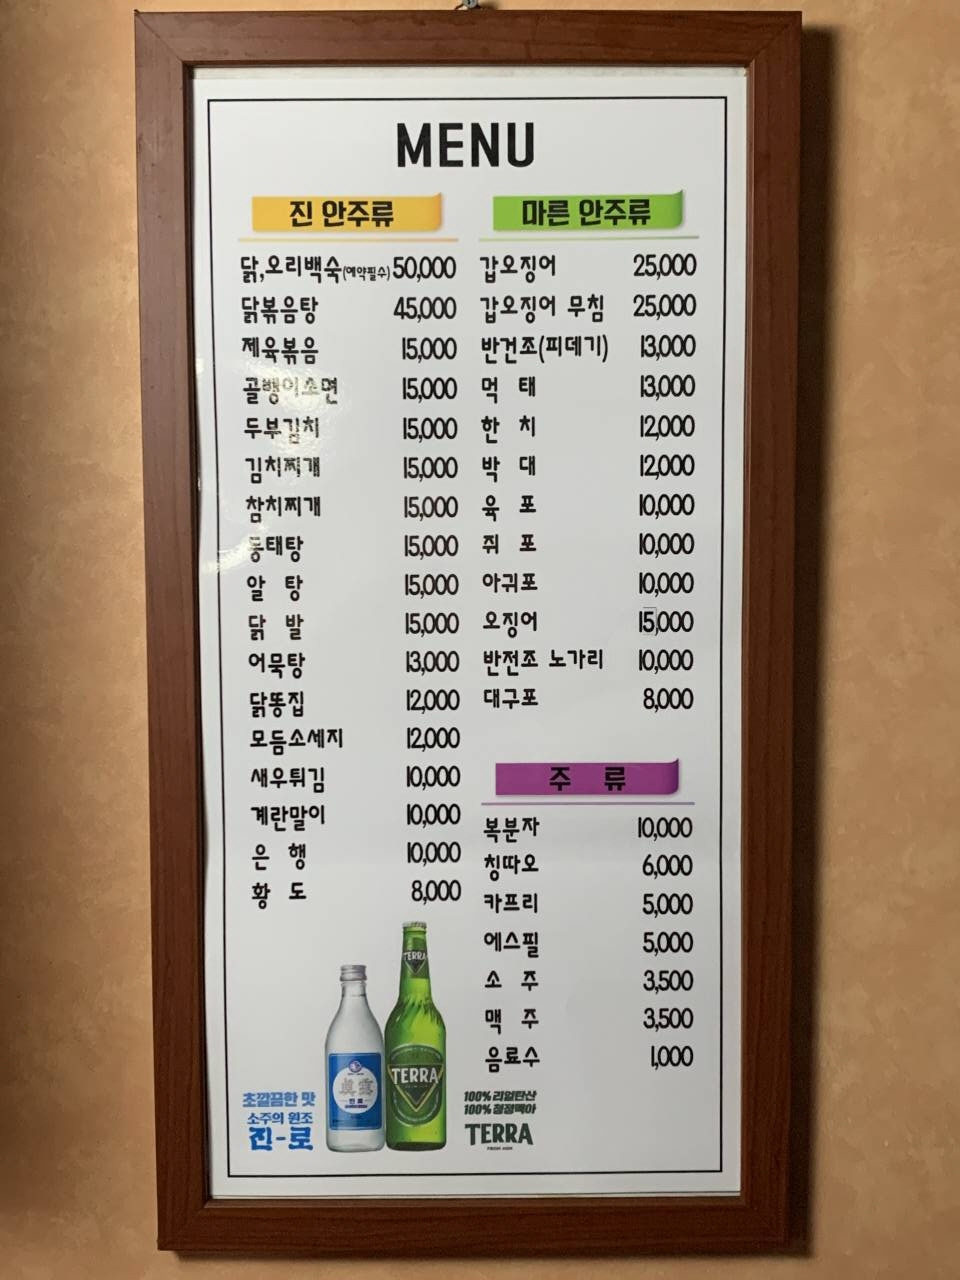 MENU
진 안주류
닭,오리백숙(예약필수) 50,000
닭볶음탕 45,000
제육볶음 15,000
골뱅이소면 15,000
두부김치 15,000
김치찌개 15,000
참치찌개 15,000
동태탕 15,000
알 탕 15,000
닭 발 15,000
어묵탕 13,000
닭똥집 12,000
모듬소세지 12,000
새우튀김 10,000
계란말이 10,000
은 행 10,000
황 도 8,000
마른 안주류
갑오징어 25,000
갑오징어 무침 25,000
반건조(피데기) 13,000
먹 태 13,000
한 치 12,000
박 대 12,000
육 포 10,000
쥐 포 10,000
아귀포 10,000
오징어 15,000
반전조 노가리 10,000
대구포 8,000
주 류
복분자 10,000
칭따오 6,000
카프리 5,000
에스필 5,000
소 주 3,500
맥 주 3,500
음료수 1,000
초깔끔한 맛
소주의 원조
진-로
眞露
TERRA
TERRA
100% 리얼탄산
100% 청정맥아
TERRA